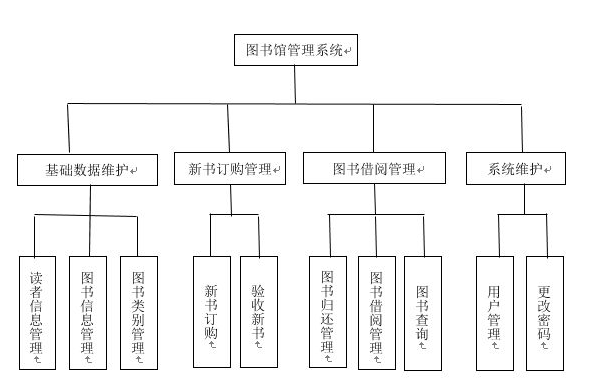 图书馆管理系统
基础数据维护
新书订购管理
图书借阅管理
系统维护
读者信息管理
图书信息管理
图书类别管理
新书订购
验收新书
图书归还管理
图书借阅管理
图书查询
用户管理
更改密码